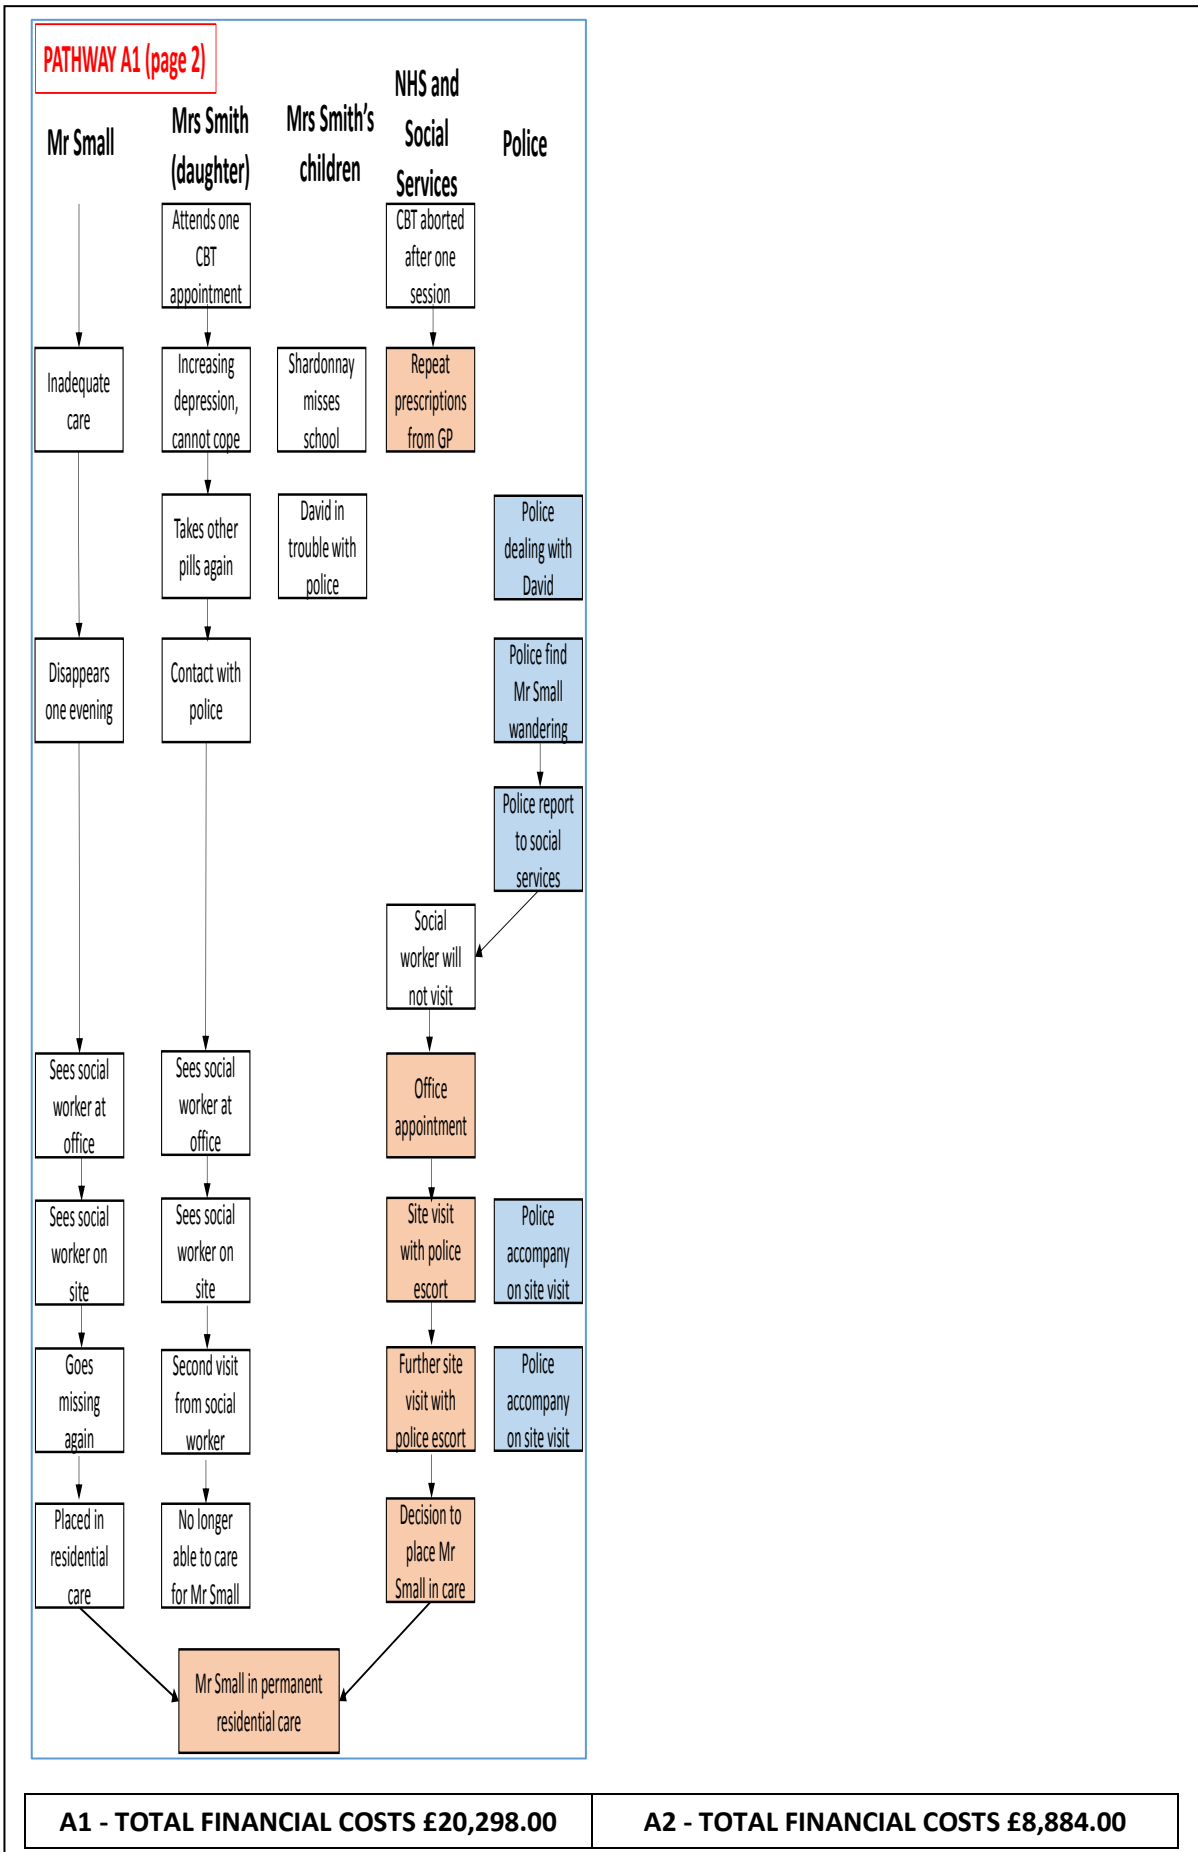 PATHWAY A1 (page 2)
Mr Small
Mrs Smith
(daughter)
Mrs Smith's
children
NHS and
Social
Services
Police
Attends one
CBT
appointment
CBT aborted
after one
session
Inadequate
care
Increasing
depression,
cannot cope
Shardonnay
misses
school
Repeat
prescriptions
from GP
Takes other
pills again
David in
trouble with
police
Police
dealing with
David
Disappears
one evening
Contact with
police
Police find
Mr Small
wandering
Police report
to social
services
Social
worker will
not visit
Sees social
worker at
office
Sees social
worker at
office
Office
appointment
Sees social
worker on
site
Sees social
worker on
site
Site visit
with police
escort
Police
accompany
on site visit
Goes
missing
again
Second visit
from social
worker
Further site
visit with
police escort
Police
accompany
on site visit
Placed in
residential
care
No longer
able to care
for Mr Small
Decision to
place Mr
Small in care
Mr Small in permanent
residential care
A1 - TOTAL FINANCIAL COSTS £20,298.00
A2 - TOTAL FINANCIAL COSTS £8,884.00